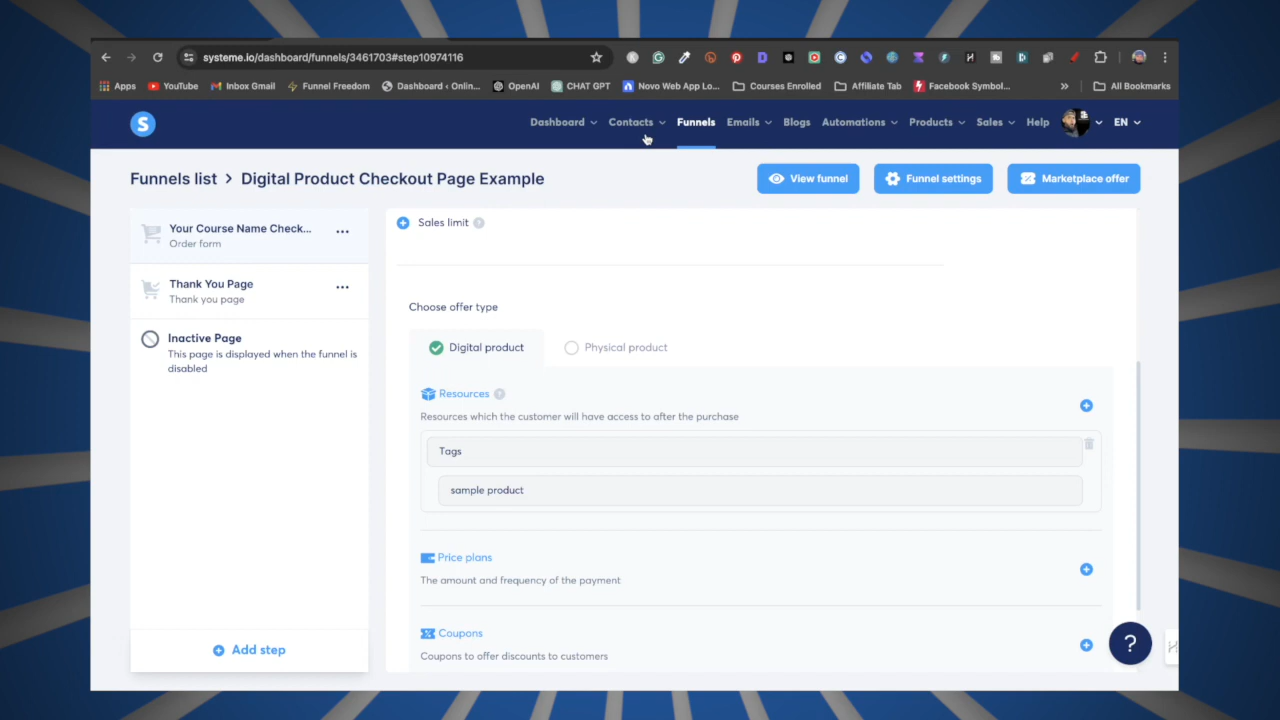 systeme.io/dashboard/funnels/3461703#step10974116
Apps YouTube Inbox Gmail Funnel Freedom Dashboard ‹ Onlin... OpenAI CHAT GPT Novo Web App Lo... Courses Enrolled Affiliate Tab Facebook Symbol... » All Bookmarks
S Dashboard Contacts Funnels Emails Blogs Automations Products Sales Help EN
Funnels list > Digital Product Checkout Page Example
View funnel Funnel settings Marketplace offer
Your Course Name Check...
Order form
Thank You Page
Thank you page
Inactive Page
This page is displayed when the funnel is
disabled
Add step
Sales limit ?
Choose offer type
Digital product Physical product
Resources ?
Resources which the customer will have access to after the purchase
Tags
sample product
Price plans
The amount and frequency of the payment
Coupons
Coupons to offer discounts to customers
?